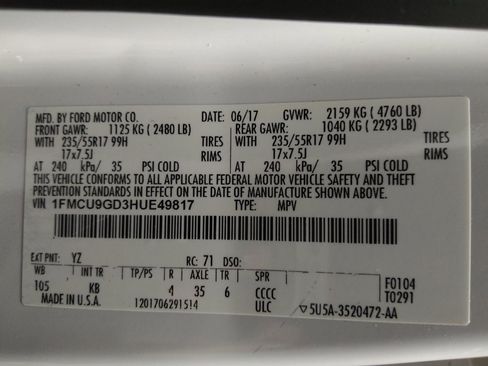 MFD. BY FORD MOTOR CO. DATE: 06/17 GVWR: 2159 KG ( 4760 LB)
FRONT GAWR: 1125 KG ( 2480 LB) REAR GAWR: 1040 KG ( 2293 LB)
WITH 235/55R17 99H TIRES WITH 235/55R17 99H TIRES
17x7.5J RIMS 17x7.5J RIMS
AT 240 kPa/ 35 PSI COLD AT 240 kPa/ 35 PSI COLD
THIS VEHICLE CONFORMS TO ALL APPLICABLE FEDERAL MOTOR VEHICLE SAFETY AND THEFT
PREVENTION STANDARDS IN EFFECT ON THE DATE OF MANUFACTURE SHOWN ABOVE.
VIN 1FMCU9GD3HUE49817 TYPE: MPV
EXT PNT: YZ RC: 71 DSO:
WB INT TR TP/PS R AXLE TR SPR F0104
105 KB 4 35 6 CCCC T0291
MADE IN U.S.A. 1201706291514 ULC ▽5U5A-3520472-AA